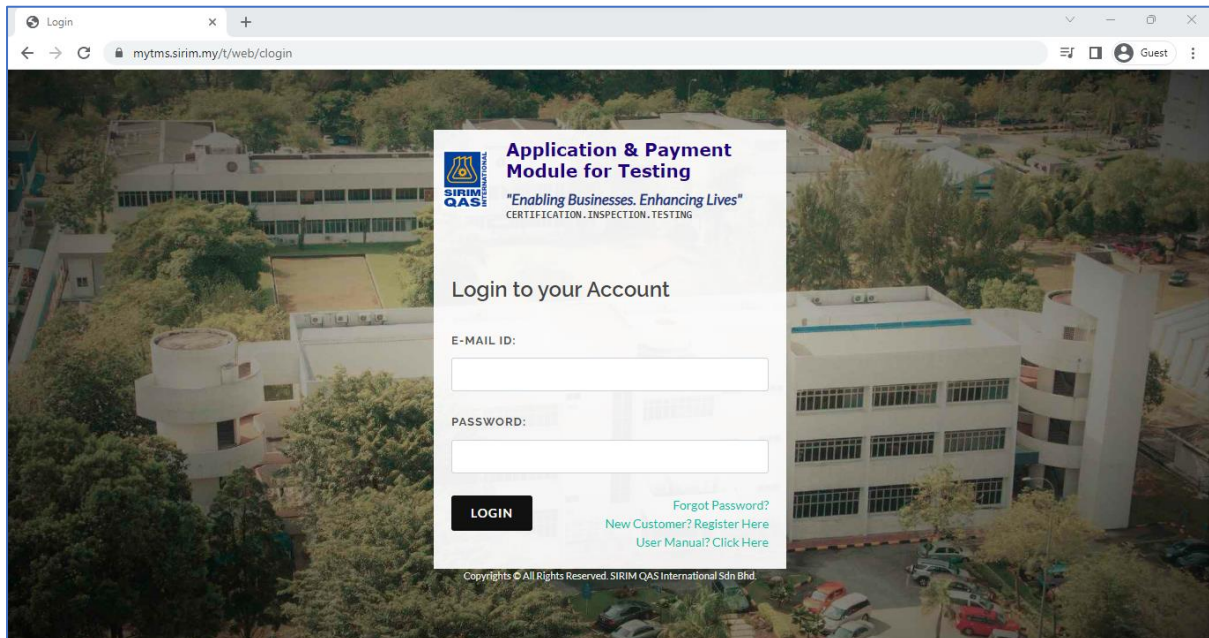 Login
mytms.sirim.my/t/web/clogin
Guest
SIRIM
QAS
INTERNATIONAL
Application & Payment
Module for Testing
"Enabling Businesses. Enhancing Lives"
CERTIFICATION.INSPECTION.TESTING
Login to your Account
E-MAIL ID:
PASSWORD:
LOGIN
Forgot Password?
New Customer? Register Here
User Manual? Click Here
Copyrights © All Rights Reserved. SIRIM QAS International Sdn Bhd.